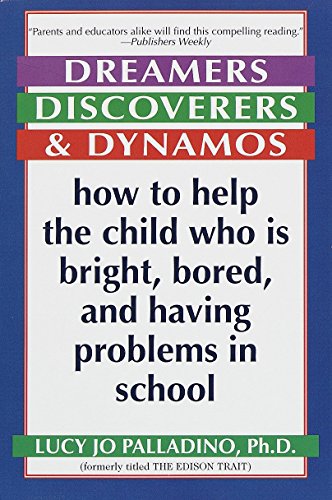 "Parents and educators alike will find this compelling reading."
—Publishers Weekly
DREAMERS
DISCOVERERS
& DYNAMOS
how to help
the child who is
bright, bored,
and having
problems in
school
LUCY JO PALLADINO, Ph.D.
(formerly titled THE EDISON TRAIT)